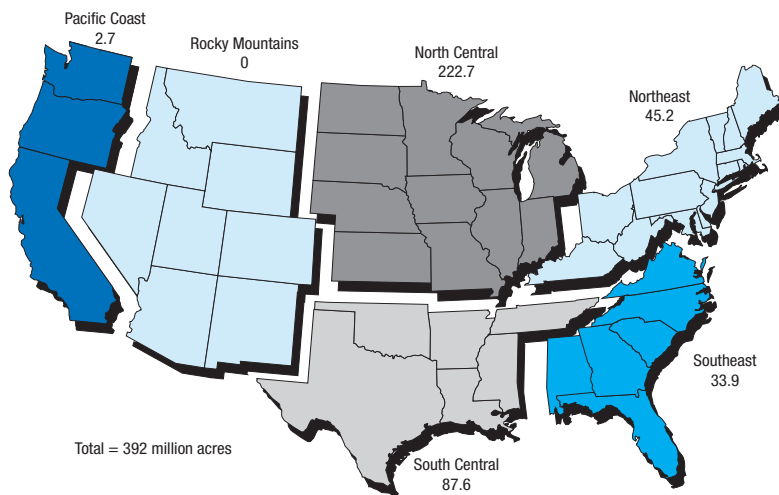 Pacific Coast
2.7
Rocky Mountains
0
North Central
222.7
Northeast
45.2
Southeast
33.9
South Central
87.6
Total = 392 million acres